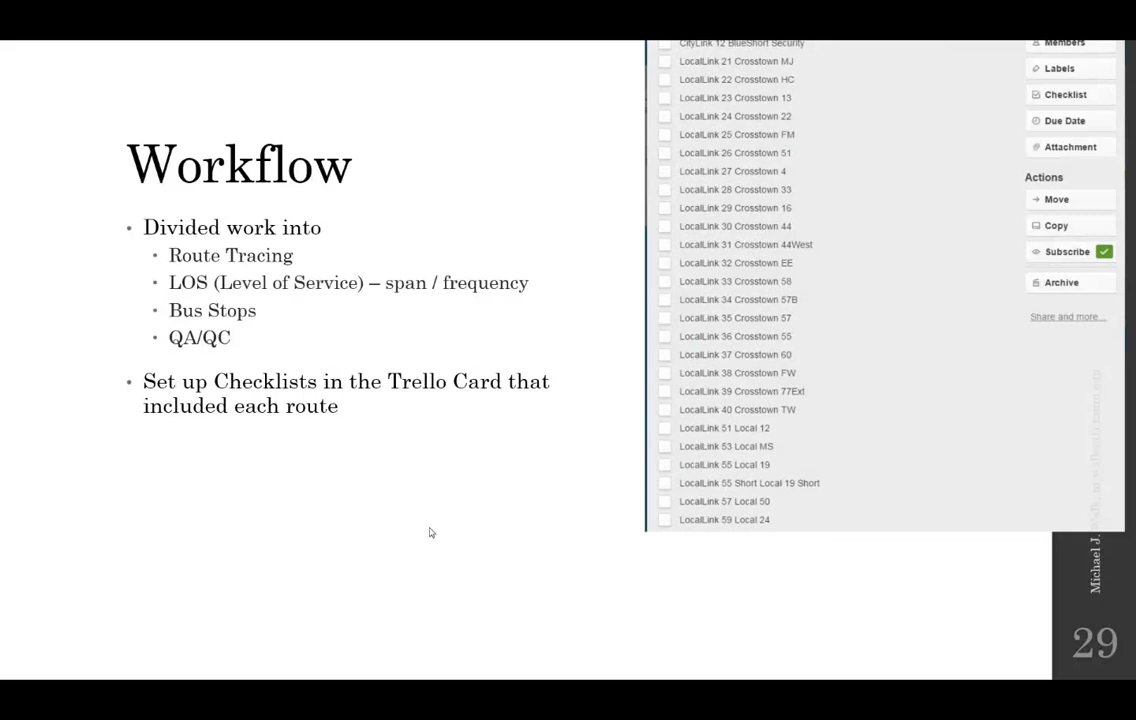 Workflow
• Divided work into
• Route Tracing
• LOS (Level of Service) – span / frequency
• Bus Stops
• QA/QC
• Set up Checklists in the Trello Card that
included each route
CityLink 12 BlueShort Security
LocalLink 21 Crosstown MJ
LocalLink 22 Crosstown HC
LocalLink 23 Crosstown 13
LocalLink 24 Crosstown 22
LocalLink 25 Crosstown FM
LocalLink 26 Crosstown 51
LocalLink 27 Crosstown 4
LocalLink 28 Crosstown 33
LocalLink 29 Crosstown 16
LocalLink 30 Crosstown 44
LocalLink 31 Crosstown 44West
LocalLink 32 Crosstown EE
LocalLink 33 Crosstown 58
LocalLink 34 Crosstown 57B
LocalLink 35 Crosstown 57
LocalLink 36 Crosstown 55
LocalLink 37 Crosstown 60
LocalLink 38 Crosstown FW
LocalLink 39 Crosstown 77Ext
LocalLink 40 Crosstown TW
LocalLink 51 Local 12
LocalLink 53 Local MS
LocalLink 55 Local 19
LocalLink 55 Short Local 19 Short
LocalLink 57 Local 50
LocalLink 59 Local 24
Members
Labels
Checklist
Due Date
Attachment
Actions
Move
Copy
Subscribe
Archive
Share and more...
Michael J.
29